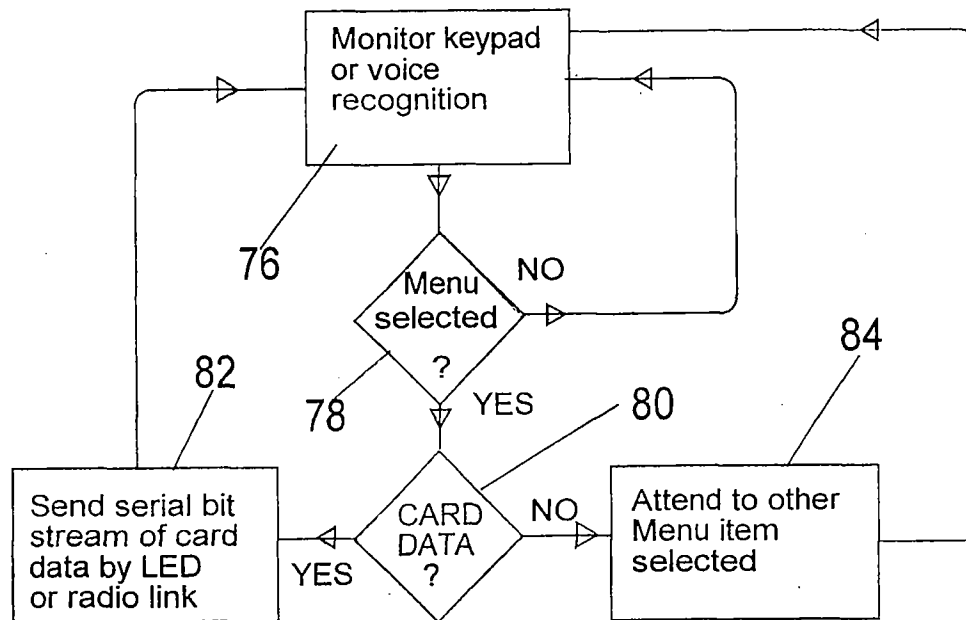 Monitor keypad
or voice
recognition
76
Menu
selected
?
NO
78
YES
84
82
80
Send serial bit
stream of card
data by LED
or radio link
YES
CARD
DATA
?
NO
Attend to other
Menu item
selected